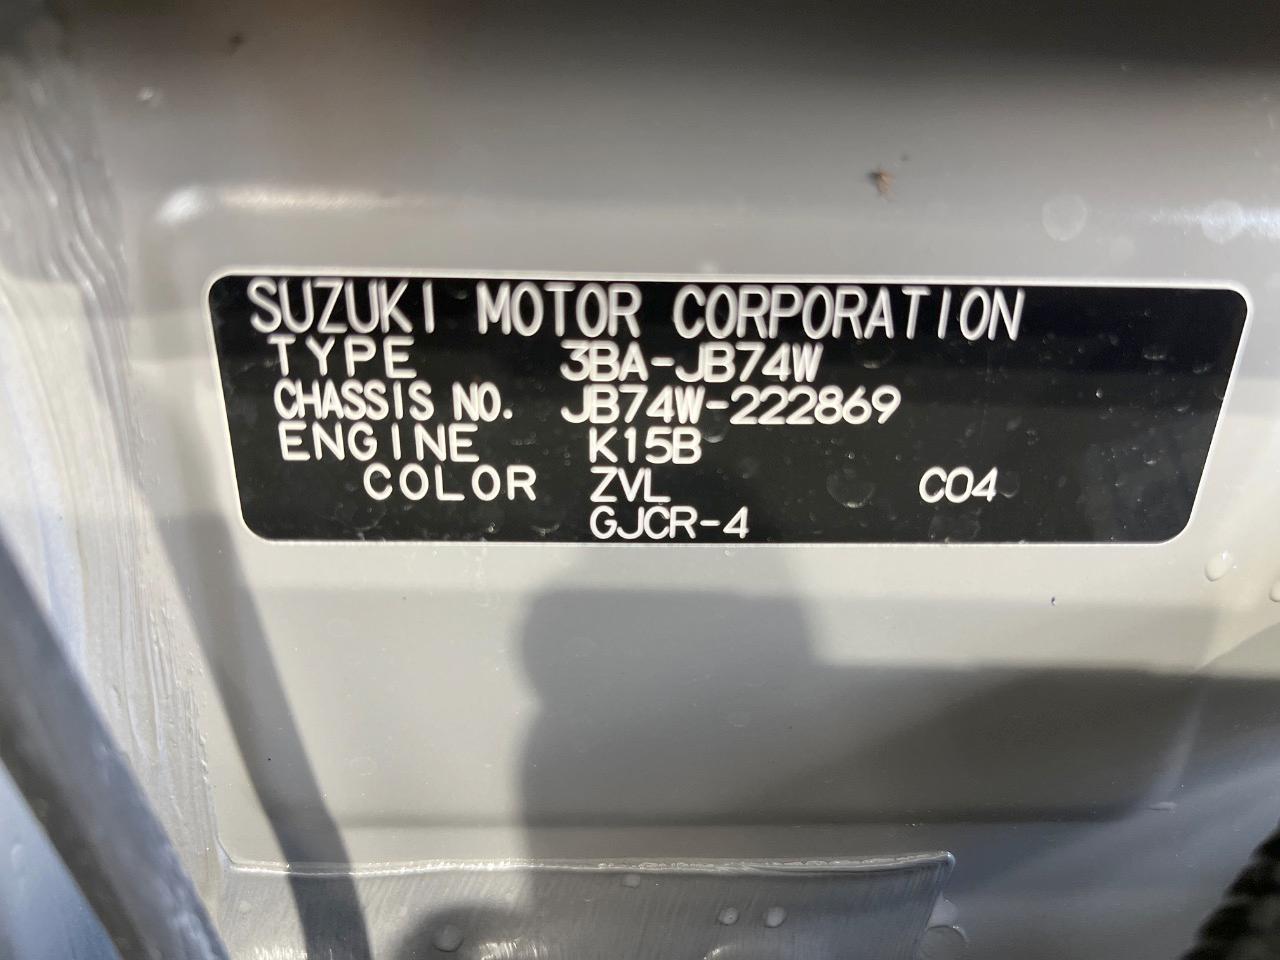 SUZUKI MOTOR CORPORATION
TYPE 3BA-JB74W
CHASSIS NO. JB74W-222869
ENGINE K15B
COLOR ZVL C04
GJCR-4